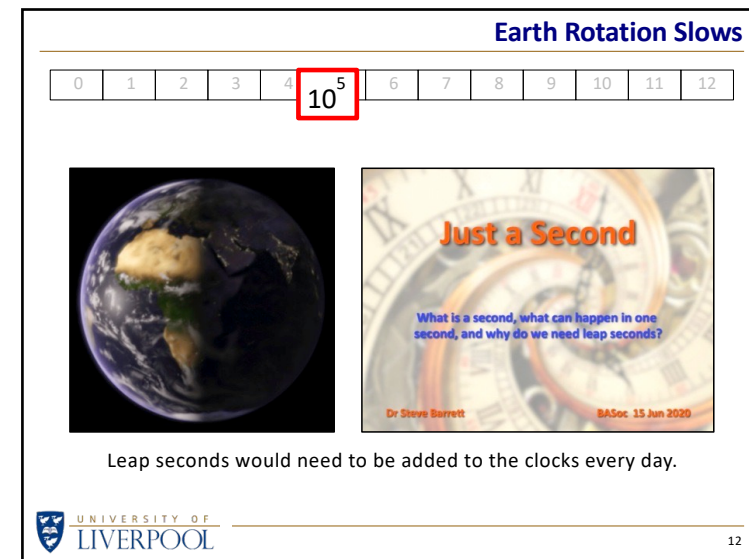 Earth Rotation Slows
0 1 2 3 4 10⁵ 6 7 8 9 10 11 12
Just a Second
What is a second, what can happen in one
second, and why do we need leap seconds?
Dr Steve Barrett BASoc 15 Jun 2020
Leap seconds would need to be added to the clocks every day.
UNIVERSITY OF
LIVERPOOL
12